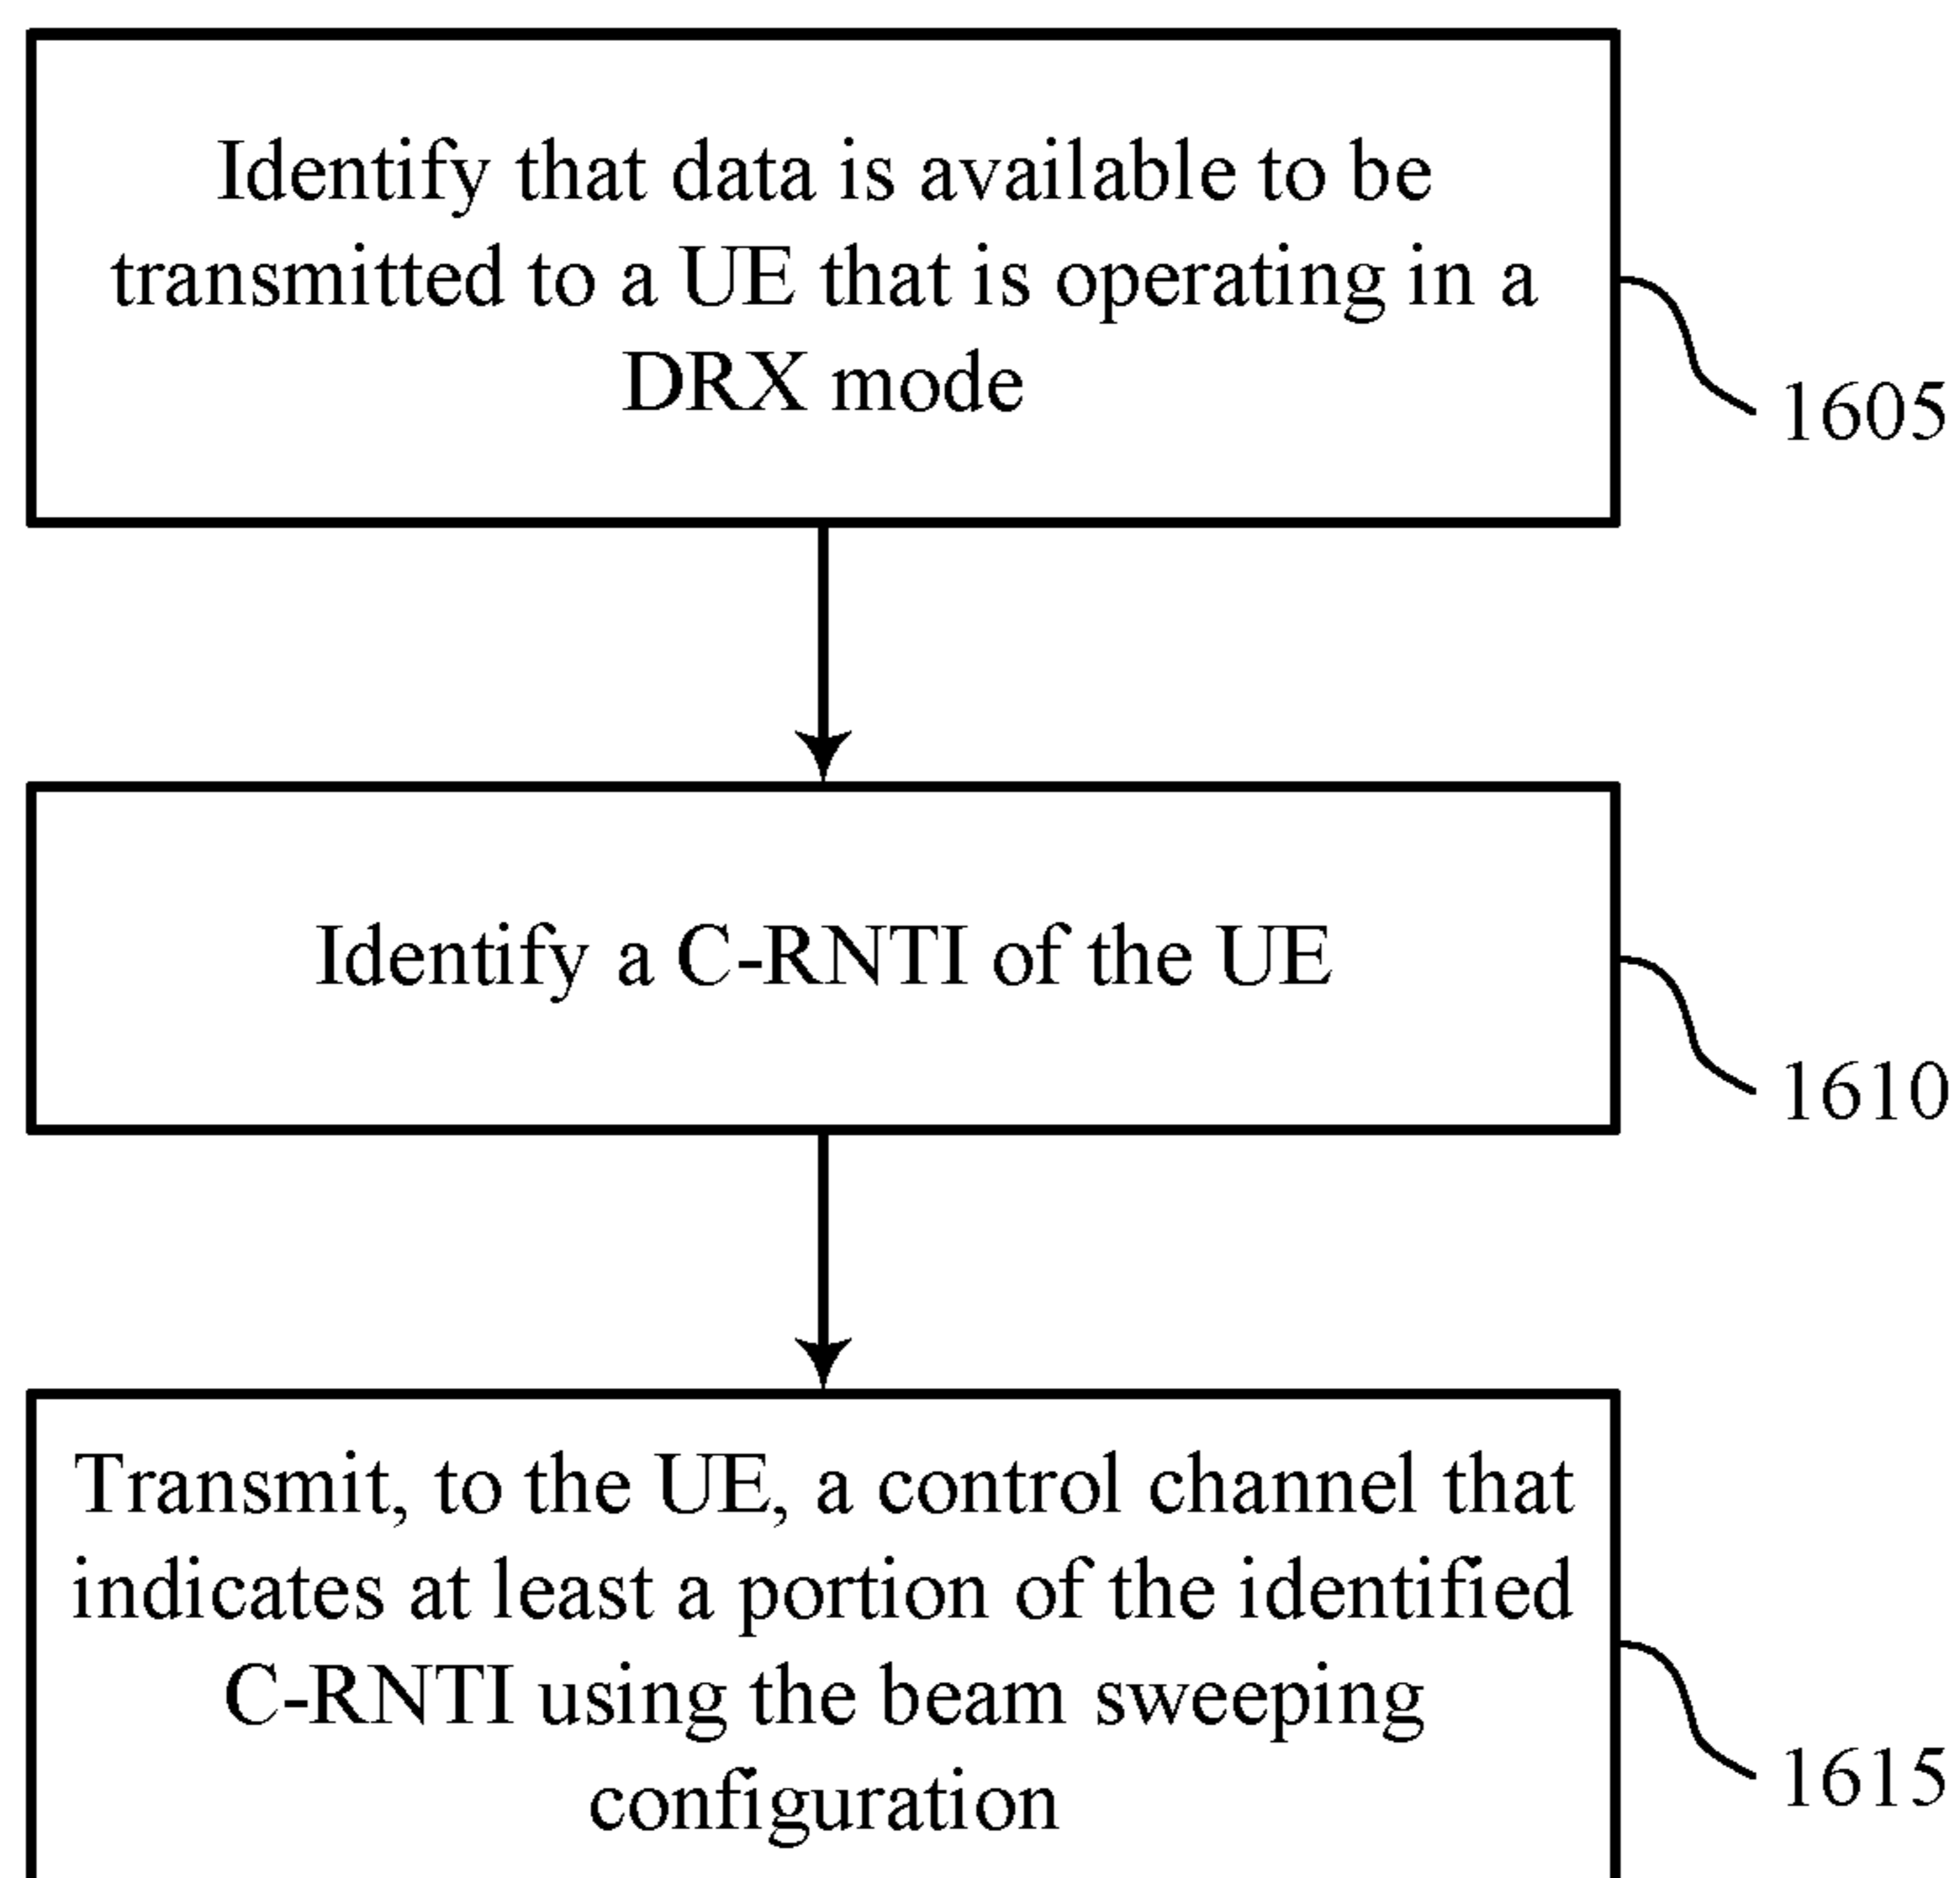 Identify that data is available to be
transmitted to a UE that is operating in a
DRX mode
1605
Identify a C-RNTI of the UE
1610
Transmit, to the UE, a control channel that
indicates at least a portion of the identified
C-RNTI using the beam sweeping
configuration
1615